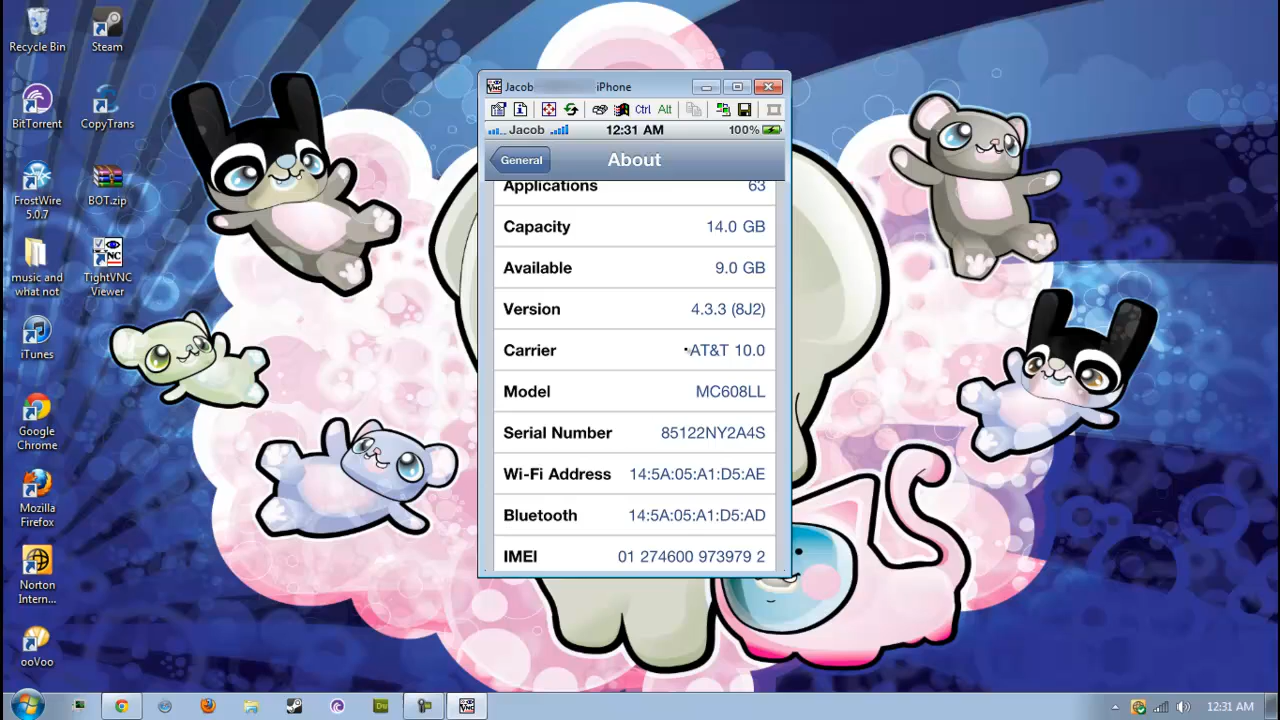 Recycle Bin
Steam
BitTorrent
CopyTrans
FrostWire
5.0.7
BOT.zip
music and
what not
TightVNC
Viewer
iTunes
Google
Chrome
Mozilla
Firefox
Norton
Intern...
ooVoo
Jacob iPhone
Ctrl Alt
Jacob 12:31 AM 100%
General About
Applications 63
Capacity 14.0 GB
Available 9.0 GB
Version 4.3.3 (8J2)
Carrier AT&T 10.0
Model MC608LL
Serial Number 85122NY2A4S
Wi-Fi Address 14:5A:05:A1:D5:AE
Bluetooth 14:5A:05:A1:D5:AD
IMEI 01 274600 973979 2
12:31 AM